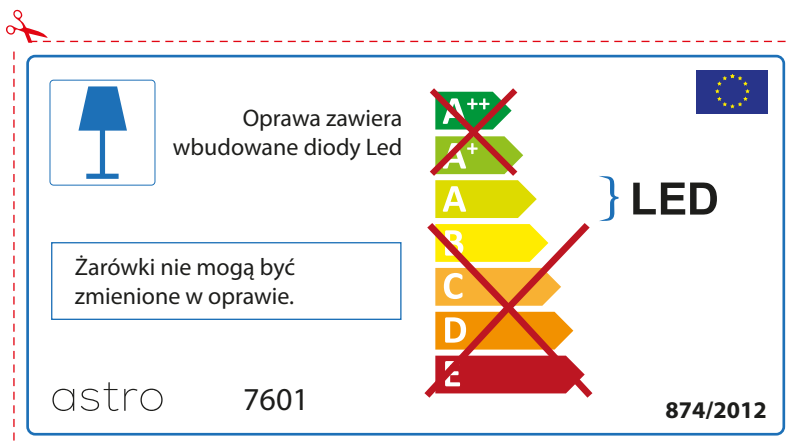 Oprawa zawiera
wbudowane diody Led
A++
A+
A
B
C
D
E
LED
Żarówki nie mogą być
zmienione w oprawie.
astro
7601
874/2012